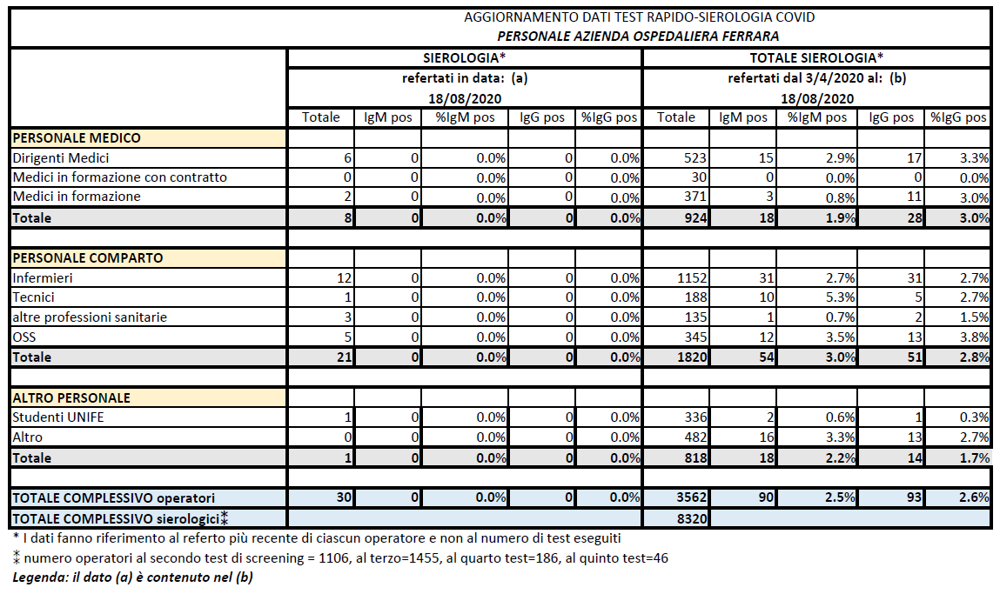 AGGIORNAMENTO DATI TEST RAPIDO-SIEROLOGIA COVID
PERSONALE AZIENDA OSPEDALIERA FERRARA
SIEROLOGIA* TOTALE SIEROLOGIA*
refertati in data: (a) refertati dal 3/4/2020 al: (b)
18/08/2020 18/08/2020
Totale IgM pos %IgM pos IgG pos %IgG pos Totale IgM pos %IgM pos IgG pos %IgG pos
PERSONALE MEDICO
Dirigenti Medici 6 0 0.0% 0 0.0% 523 15 2.9% 17 3.3%
Medici in formazione con contratto 0 0 0.0% 0 0.0% 30 0 0.0% 0 0.0%
Medici in formazione 2 0 0.0% 0 0.0% 371 3 0.8% 11 3.0%
Totale 8 0 0.0% 0 0.0% 924 18 1.9% 28 3.0%
PERSONALE COMPARTO
Infermieri 12 0 0.0% 0 0.0% 1152 31 2.7% 31 2.7%
Tecnici 1 0 0.0% 0 0.0% 188 10 5.3% 5 2.7%
altre professioni sanitarie 3 0 0.0% 0 0.0% 135 1 0.7% 2 1.5%
OSS 5 0 0.0% 0 0.0% 345 12 3.5% 13 3.8%
Totale 21 0 0.0% 0 0.0% 1820 54 3.0% 51 2.8%
ALTRO PERSONALE
Studenti UNIFE 1 0 0.0% 0 0.0% 336 2 0.6% 1 0.3%
Altro 0 0 0.0% 0 0.0% 482 16 3.3% 13 2.7%
Totale 1 0 0.0% 0 0.0% 818 18 2.2% 14 1.7%
TOTALE COMPLESSIVO operatori 30 0 0.0% 0 0.0% 3562 90 2.5% 93 2.6%
TOTALE COMPLESSIVO sierologici⁑ 8320
* I dati fanno riferimento al referto più recente di ciascun operatore e non al numero di test eseguiti
⁑ numero operatori al secondo test di screening = 1106, al terzo=1455, al quarto test=186, al quinto test=46
Legenda: il dato (a) è contenuto nel (b)